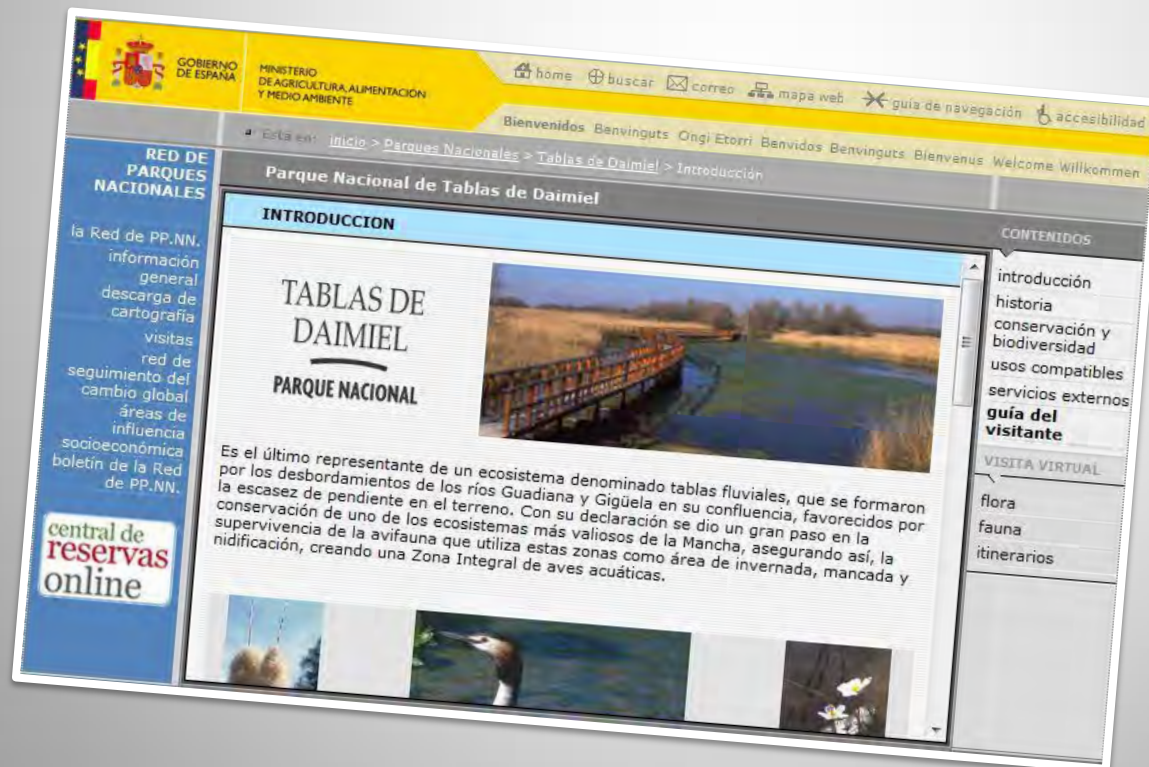 GOBIERNO
DE ESPAÑA
MINISTERIO
DE AGRICULTURA, ALIMENTACIÓN
Y MEDIO AMBIENTE
home buscar correo mapa web guía de navegación accesibilidad
Bienvenidos Benvinguts Ongi Etorri Benvidos Benvinguts Bienvenus Welcome Willkommen
Está en: inicio > Parques Nacionales > Tablas de Daimiel > Introducción
RED DE
PARQUES
NACIONALES
la Red de PP.NN.
información
general
descarga de
cartografía
visitas
red de
seguimiento del
cambio global
áreas de
influencia
socioeconómica
boletín de la Red
de PP.NN.
central de
reservas
online
Parque Nacional de Tablas de Daimiel
INTRODUCCION
TABLAS DE
DAIMIEL
PARQUE NACIONAL
Es el último representante de un ecosistema denominado tablas fluviales, que se formaron
por los desbordamientos de los ríos Guadiana y Gigüela en su confluencia, favorecidos por
la escasez de pendiente en el terreno. Con su declaración se dio un gran paso en la
conservación de uno de los ecosistemas más valiosos de la Mancha, asegurando así, la
supervivencia de la avifauna que utiliza estas zonas como área de invernada, mancada y
nidificación, creando una Zona Integral de aves acuáticas.
CONTENIDOS
introducción
historia
conservación y
biodiversidad
usos compatibles
servicios externos
guía del
visitante
VISITA VIRTUAL
flora
fauna
itinerarios